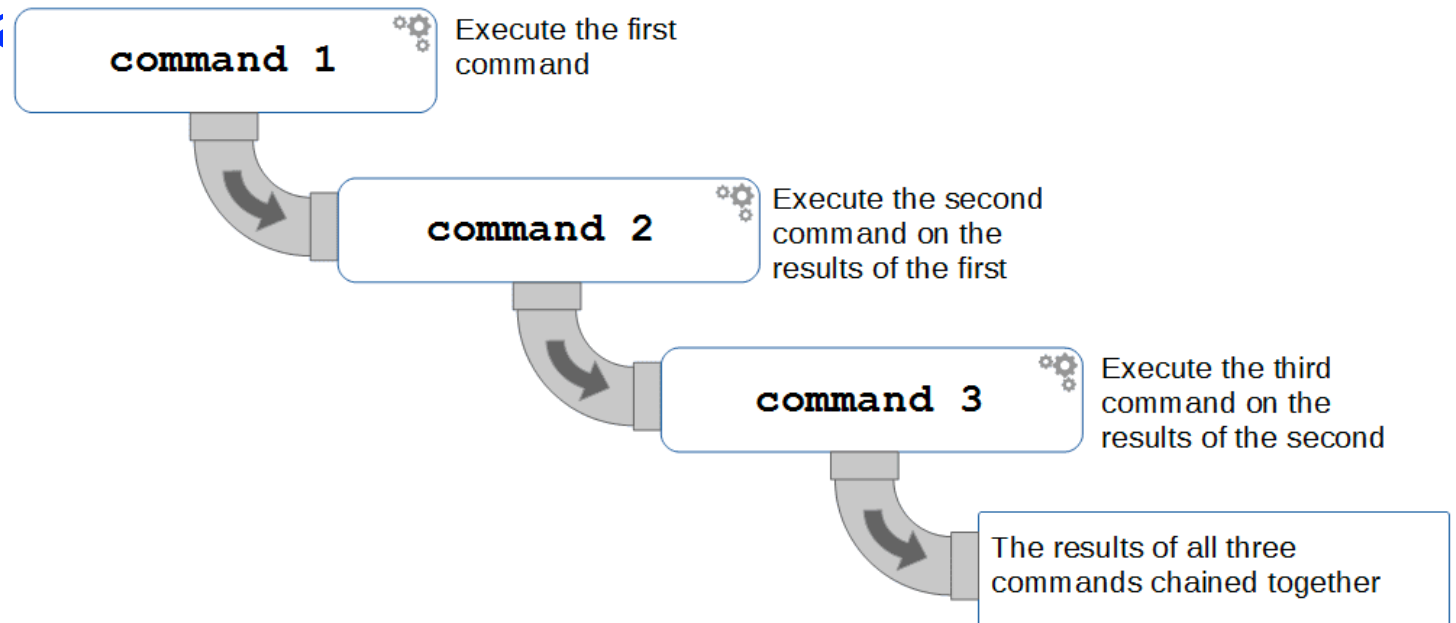 command 1
Execute the first
command
command 2
Execute the second
command on the
results of the first
command 3
Execute the third
command on the
results of the second
The results of all three
commands chained together